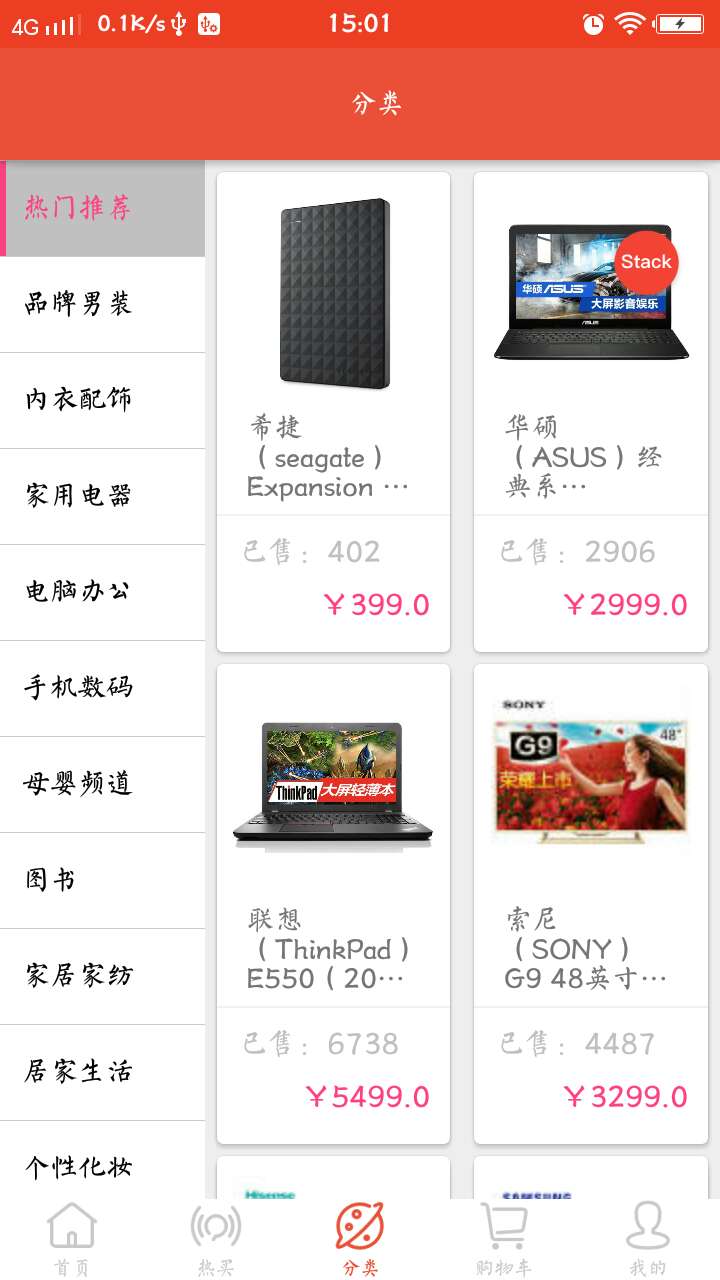 4G 0.1K/s 15:01
分类
热门推荐
品牌男装
内衣配饰
家用电器
电脑办公
手机数码
母婴频道
图书
家居家纺
居家生活
个性化妆
希捷
（seagate）
Expansion …
已售：402
￥399.0
Stack
华硕 ASUS
大屏影音娱乐
ASUS
华硕
（ASUS）经
典系…
已售：2906
￥2999.0
ThinkPad 大屏轻薄本
联想
（ThinkPad）
E550（20…
已售：6738
￥5499.0
SONY
48"
G9
荣耀上市
索尼
（SONY）
G9 48英寸…
已售：4487
￥3299.0
Hisense
SAMSUNG
首页
热买
分类
购物车
我的